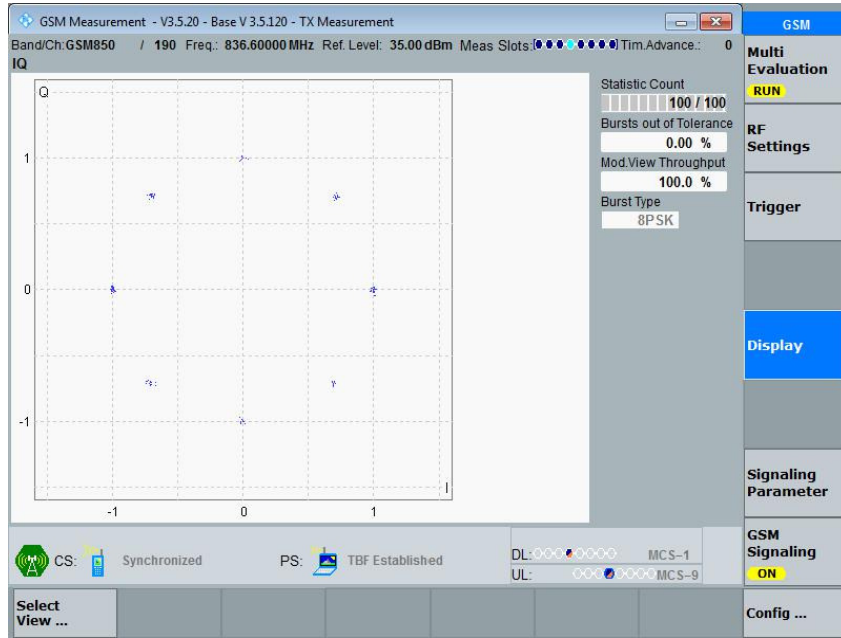 GSM Measurement - V3.5.20 - Base V 3.5.120 - TX Measurement
GSM
Band/Ch:GSM850 / 190 Freq.: 836.60000 MHz Ref. Level: 35.00 dBm Meas Slots: Tim.Advance.: 0
IQ
Multi
Evaluation
RUN
RF
Settings
Trigger
Display
Signaling
Parameter
GSM
Signaling
ON
Config ...
Statistic Count
100 / 100
Bursts out of Tolerance
0.00 %
Mod.View Throughput
100.0 %
Burst Type
8PSK
Q
1
0
-1
I
-1 0 1
CS: Synchronized PS: TBF Established
DL: MCS-1
UL: MCS-9
Select
View ...